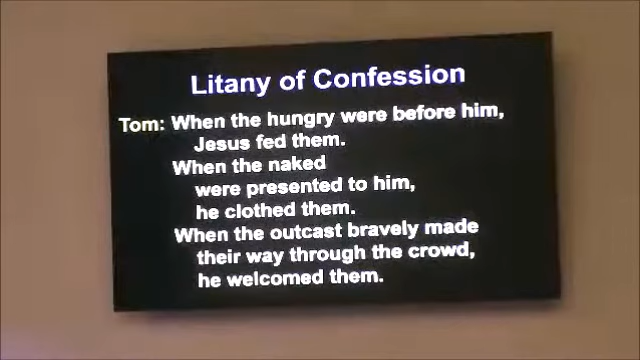 Litany of Confession
Tom: When the hungry were before him,
Jesus fed them.
When the naked
were presented to him,
he clothed them.
When the outcast bravely made
their way through the crowd,
he welcomed them.